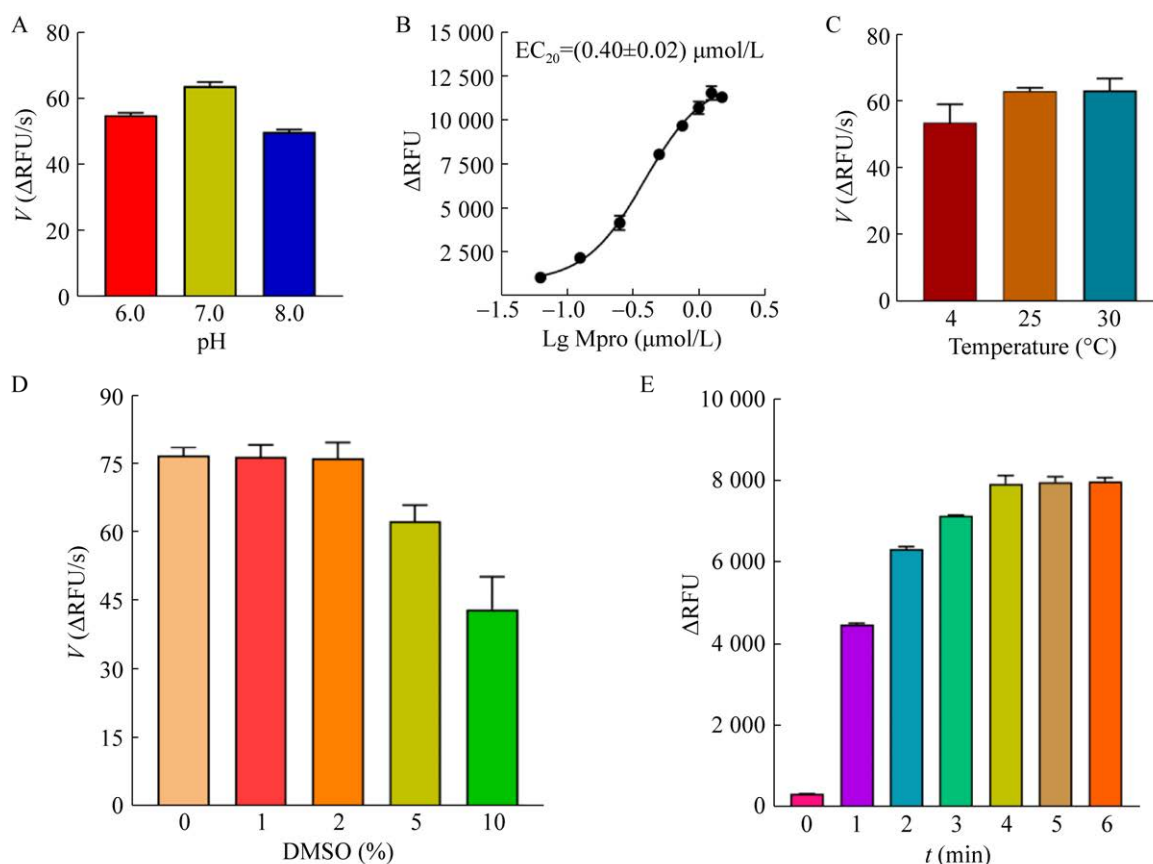 A
80
60
40
20
0
V (ΔRFU/s)
6.0 7.0 8.0
pH
B
EC₂₀=(0.40±0.02) μmol/L
15 000
12 500
10 000
7 500
5 000
2 500
ΔRFU
−1.5 −1.0 −0.5 0.0 0.5
Lg Mpro (μmol/L)
C
80
60
40
20
0
V (ΔRFU/s)
4 25 30
Temperature (°C)
D
90
75
60
45
30
15
0
V (ΔRFU/s)
0 1 2 5 10
DMSO (%)
E
10 000
8 000
6 000
4 000
2 000
0
ΔRFU
0 1 2 3 4 5 6
t (min)